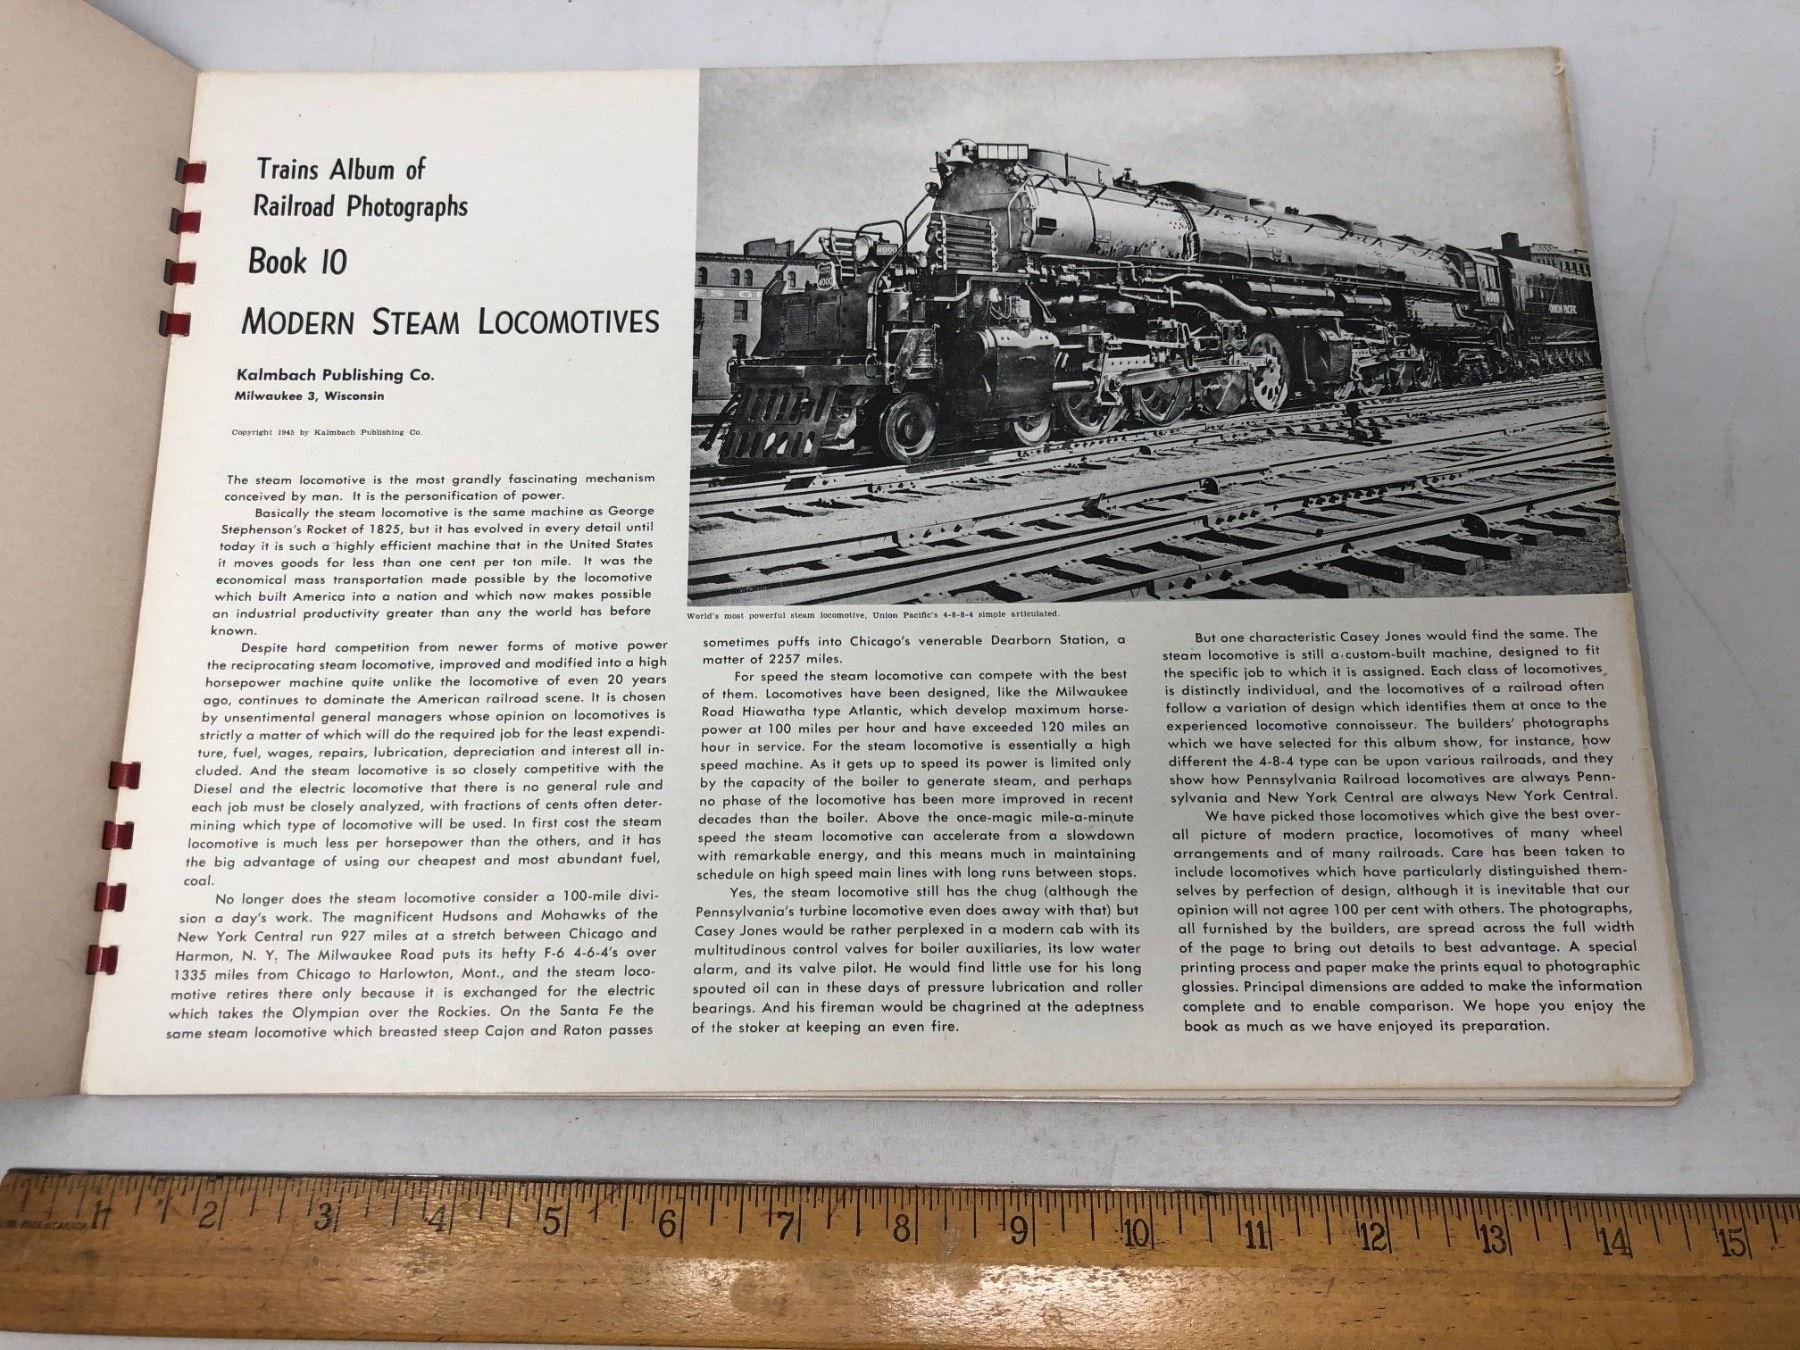 Trains Album of
Railroad Photographs
Book 10
MODERN STEAM LOCOMOTIVES
Kalmbach Publishing Co.
Milwaukee 3, Wisconsin
Copyright 1945 by Kalmbach Publishing Co.
The steam locomotive is the most grandly fascinating mechanism
conceived by man. It is the personification of power.
Basically the steam locomotive is the same machine as George
Stephenson's Rocket of 1825, but it has evolved in every detail until
today it is such a highly efficient machine that in the United States
it moves goods for less than one cent per ton mile. It was the
economical mass transportation made possible by the locomotive
which built America into a nation and which now makes possible
an industrial productivity greater than any the world has before
known.
Despite hard competition from newer forms of motive power
the reciprocating steam locomotive, improved and modified into a high
horsepower machine quite unlike the locomotive of even 20 years
ago, continues to dominate the American railroad scene. It is chosen
by unsentimental general managers whose opinion on locomotives is
strictly a matter of which will do the required job for the least expendi-
ture, fuel, wages, repairs, lubrication, depreciation and interest all in-
cluded. And the steam locomotive is so closely competitive with the
Diesel and the electric locomotive that there is no general rule and
each job must be closely analyzed, with fractions of cents often deter-
mining which type of locomotive will be used. In first cost the steam
locomotive is much less per horsepower than the others, and it has
the big advantage of using our cheapest and most abundant fuel,
coal.
No longer does the steam locomotive consider a 100-mile divi-
sion a day's work. The magnificent Hudsons and Mohawks of the
New York Central run 927 miles at a stretch between Chicago and
Harmon, N. Y. The Milwaukee Road puts its hefty F-6 4-6-4's over
1335 miles from Chicago to Harlowton, Mont., and the steam loco-
motive retires there only because it is exchanged for the electric
which takes the Olympian over the Rockies. On the Santa Fe the
same steam locomotive which breasted steep Cajon and Raton passes
4000
4000
4000
UNION PACIFIC
World's most powerful steam locomotive, Union Pacific's 4-8-8-4 simple articulated.
sometimes puffs into Chicago's venerable Dearborn Station, a
matter of 2257 miles.
For speed the steam locomotive can compete with the best
of them. Locomotives have been designed, like the Milwaukee
Road Hiawatha type Atlantic, which develop maximum horse-
power at 100 miles per hour and have exceeded 120 miles an
hour in service. For the steam locomotive is essentially a high
speed machine. As it gets up to speed its power is limited only
by the capacity of the boiler to generate steam, and perhaps
no phase of the locomotive has been more improved in recent
decades than the boiler. Above the once-magic mile-a-minute
speed the steam locomotive can accelerate from a slowdown
with remarkable energy, and this means much in maintaining
schedule on high speed main lines with long runs between stops.
Yes, the steam locomotive still has the chug (although the
Pennsylvania's turbine locomotive even does away with that) but
Casey Jones would be rather perplexed in a modern cab with its
multitudinous control valves for boiler auxiliaries, its low water
alarm, and its valve pilot. He would find little use for his long
spouted oil can in these days of pressure lubrication and roller
bearings. And his fireman would be chagrined at the adeptness
of the stoker at keeping an even fire.
But one characteristic Casey Jones would find the same. The
steam locomotive is still a custom-built machine, designed to fit
the specific job to which it is assigned. Each class of locomotives
is distinctly individual, and the locomotives of a railroad often
follow a variation of design which identifies them at once to the
experienced locomotive connoisseur. The builders' photographs
which we have selected for this album show, for instance, how
different the 4-8-4 type can be upon various railroads, and they
show how Pennsylvania Railroad locomotives are always Penn-
sylvania and New York Central are always New York Central.
We have picked those locomotives which give the best over-
all picture of modern practice, locomotives of many wheel
arrangements and of many railroads. Care has been taken to
include locomotives which have particularly distinguished them-
selves by perfection of design, although it is inevitable that our
opinion will not agree 100 per cent with others. The photographs,
all furnished by the builders, are spread across the full width
of the page to bring out details to best advantage. A special
printing process and paper make the prints equal to photographic
glossies. Principal dimensions are added to make the information
complete and to enable comparison. We hope you enjoy the
book as much as we have enjoyed its preparation.
1 2 3 4 5 6 7 8 9 10 11 12 13 14 15